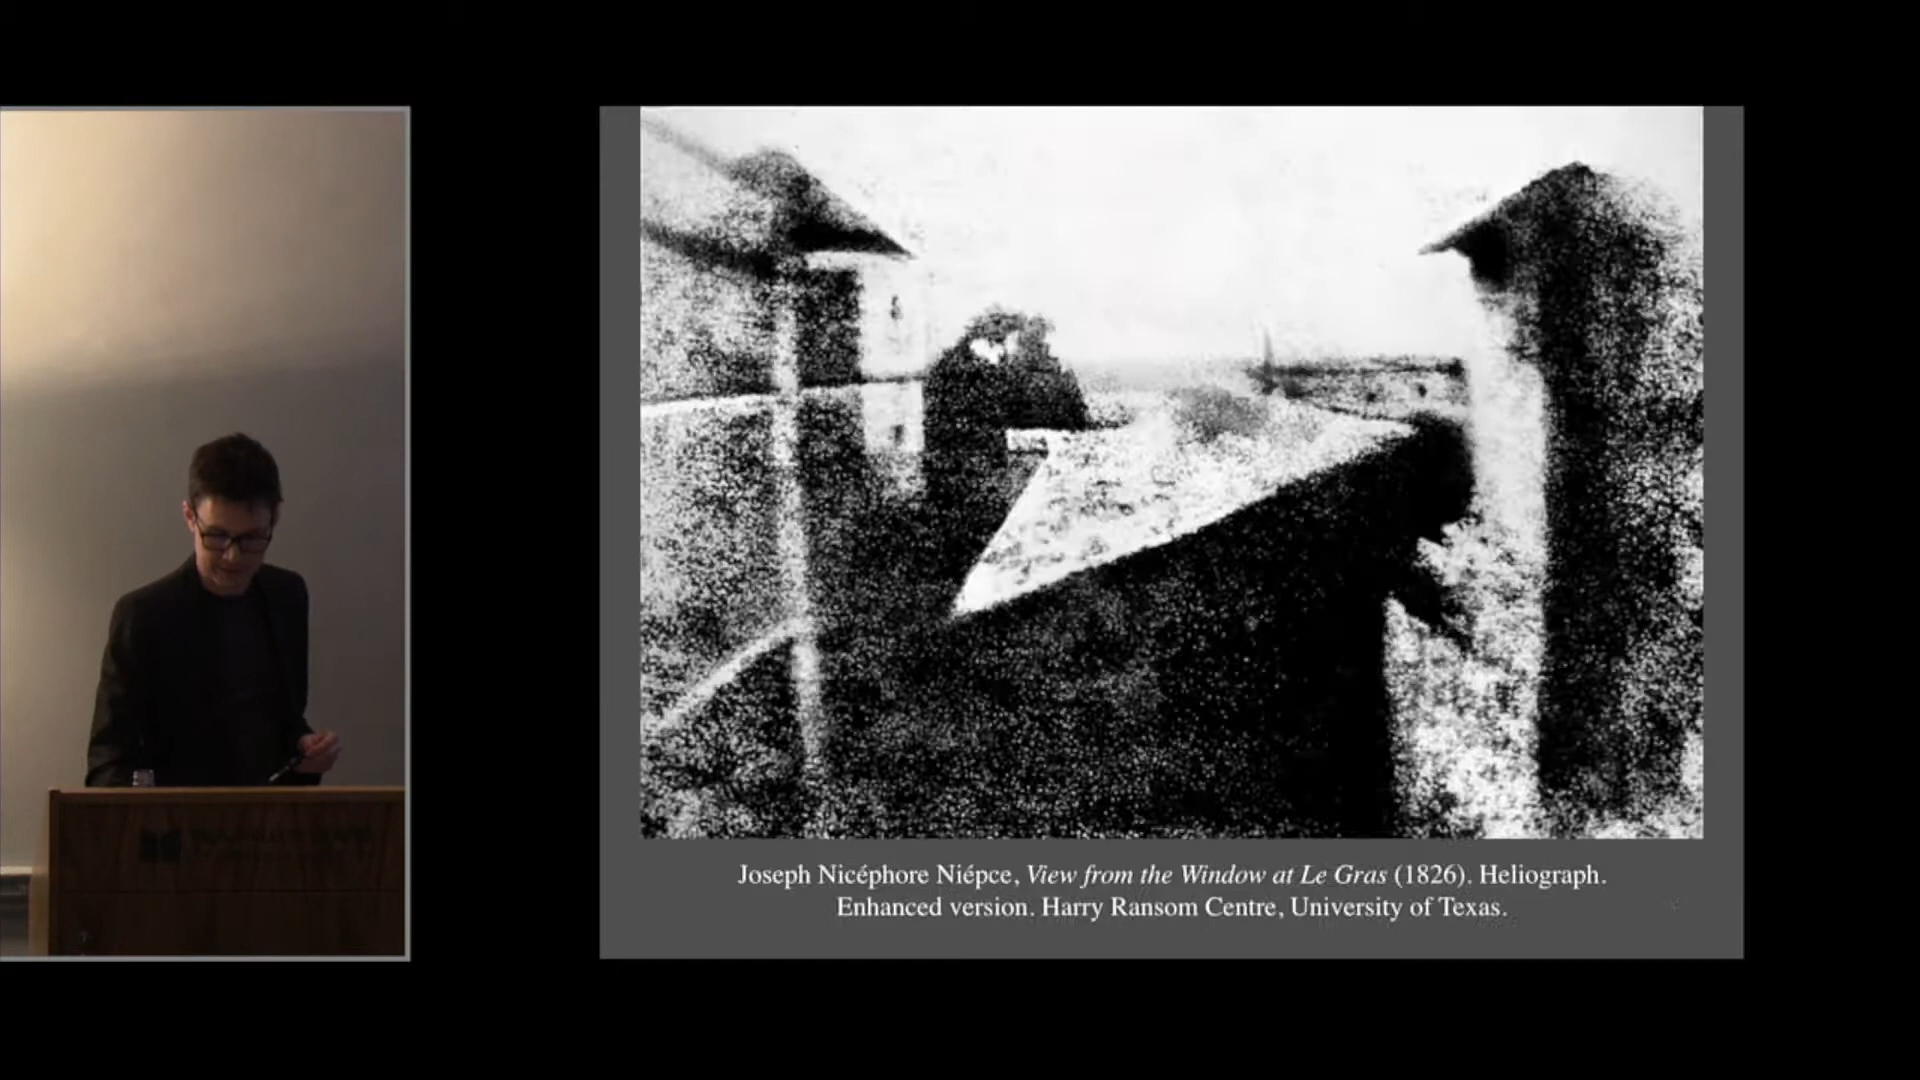 Joseph Nicéphore Niépce, View from the Window at Le Gras (1826). Heliograph.
Enhanced version. Harry Ransom Centre, University of Texas.